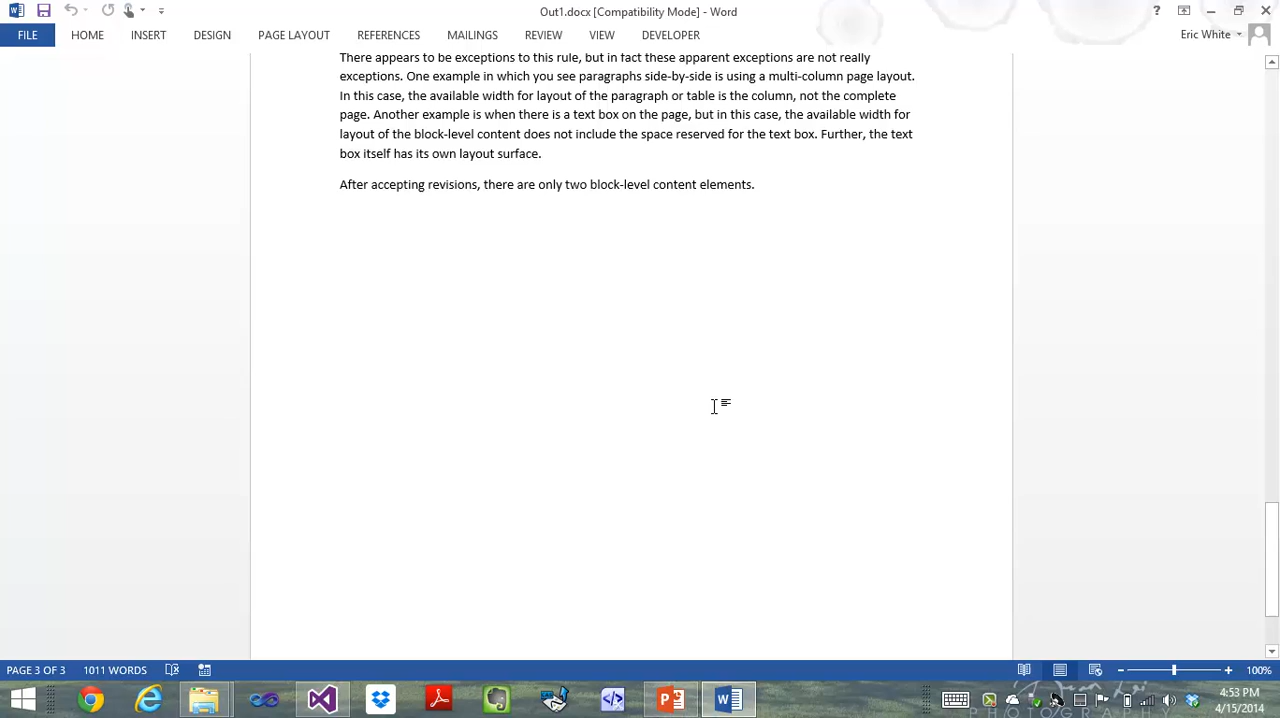 Out1.docx [Compatibility Mode] - Word
?
FILE HOME INSERT DESIGN PAGE LAYOUT REFERENCES MAILINGS REVIEW VIEW DEVELOPER
Eric White
There appears to be exceptions to this rule, but in fact these apparent exceptions are not really
exceptions. One example in which you see paragraphs side-by-side is using a multi-column page layout.
In this case, the available width for layout of the paragraph or table is the column, not the complete
page. Another example is when there is a text box on the page, but in this case, the available width for
layout of the block-level content does not include the space reserved for the text box. Further, the text
box itself has its own layout surface.
After accepting revisions, there are only two block-level content elements.
PAGE 3 OF 3 1011 WORDS
100%
4:53 PM
4/15/2014
PHOTOGRAPH